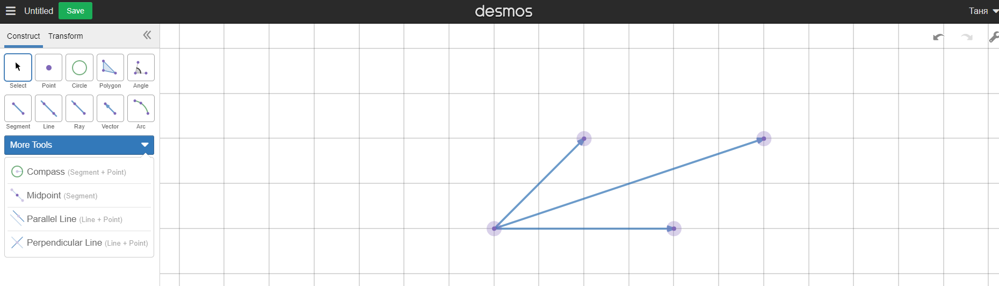 Untitled Save desmos Таня
Construct Transform
Select Point Circle Polygon Angle
Segment Line Ray Vector Arc
More Tools
Compass (Segment + Point)
Midpoint (Segment)
Parallel Line (Line + Point)
Perpendicular Line (Line + Point)